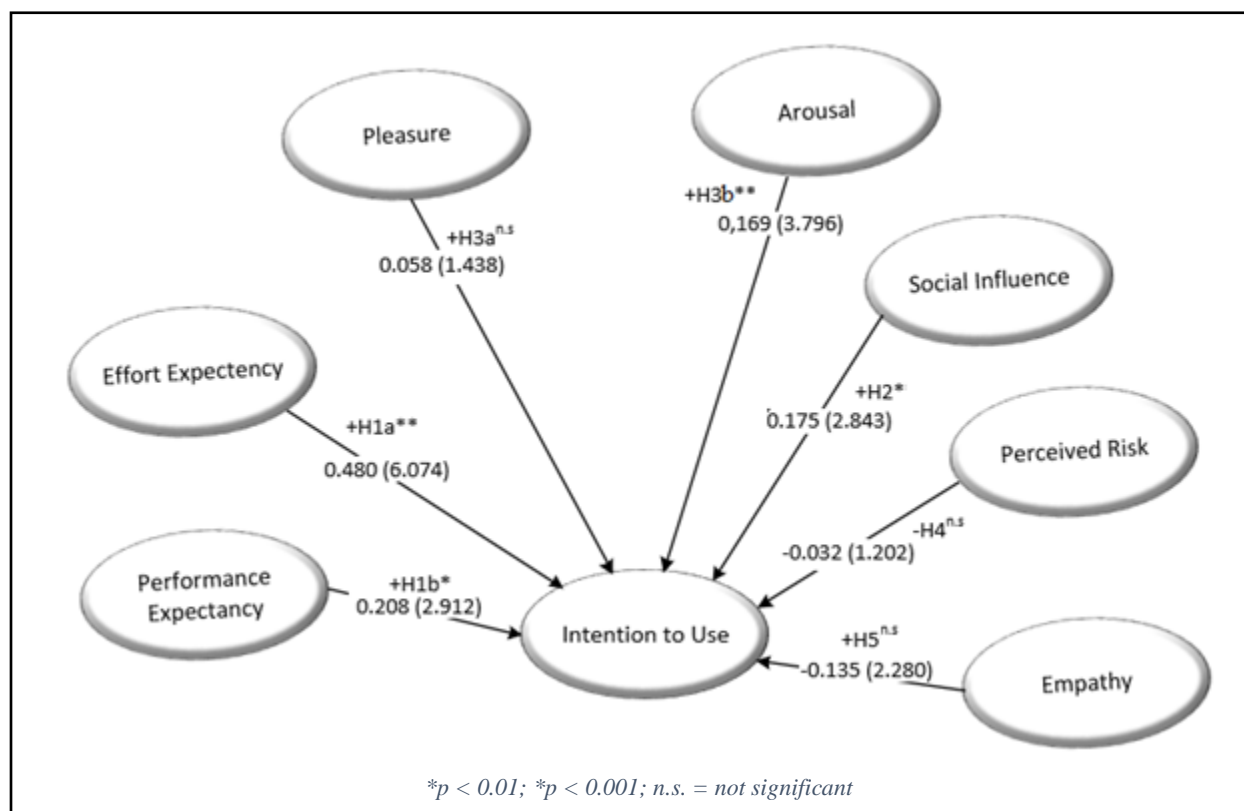 Pleasure
Arousal
+H3a^n.s
0.058 (1.438)
+H3b**
0,169 (3.796)
Social Influence
Effort Expectency
+H1a**
0.480 (6.074)
+H2*
0.175 (2.843)
Perceived Risk
-H4^n.s
-0.032 (1.202)
Performance
Expectancy
+H1b*
0.208 (2.912)
Intention to Use
+H5^n.s
-0.135 (2.280)
Empathy
*p < 0.01; *p < 0.001; n.s. = not significant